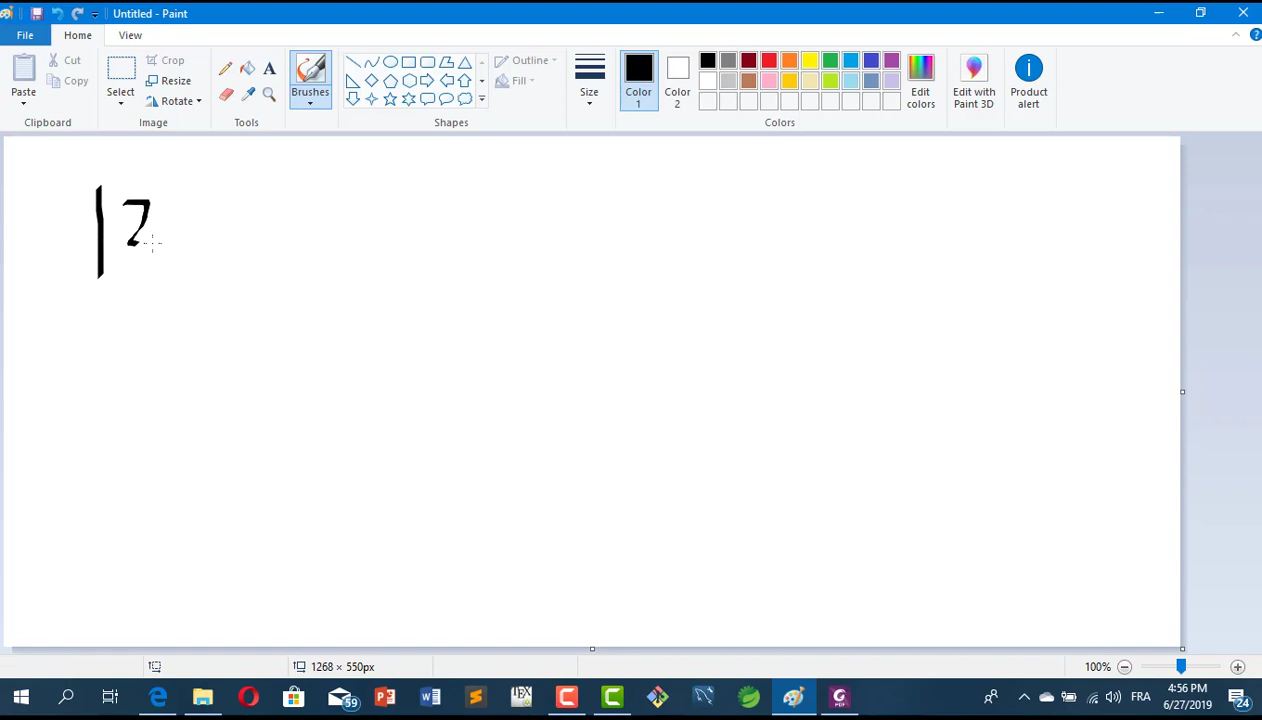 Untitled - Paint
File Home View
Paste Cut Copy Select Crop Resize Rotate A Brushes Outline Fill Size Color 1 Color 2 Edit colors Edit with Paint 3D Product alert
Clipboard Image Tools Shapes Colors
1268 × 550px 100%
59 FRA 4:56 PM 6/27/2019 24